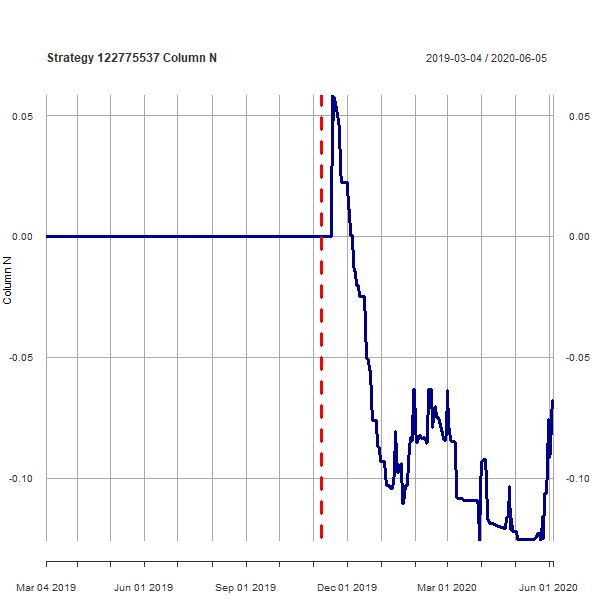 Strategy 122775537 Column N
2019-03-04 / 2020-06-05
0.05
0.05
0.00
0.00
Column N
-0.05
-0.05
-0.10
-0.10
Mar 04 2019
Jun 01 2019
Sep 01 2019
Dec 01 2019
Mar 01 2020
Jun 01 2020